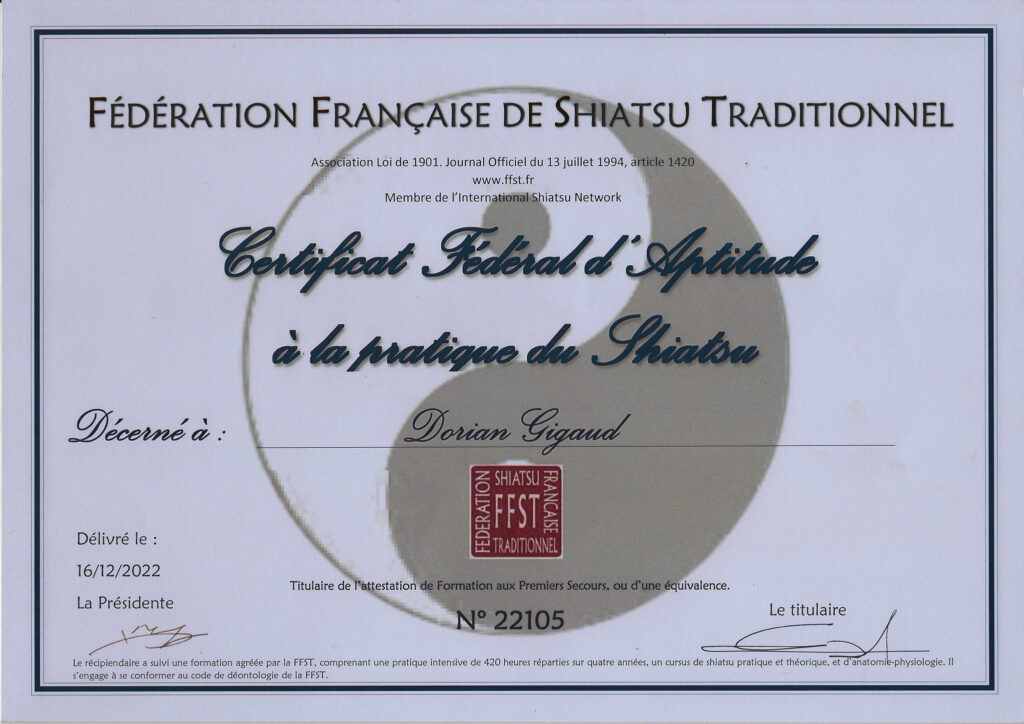 FÉDÉRATION FRANÇAISE DE SHIATSU TRADITIONNEL
Association Loi de 1901. Journal Officiel du 13 juillet 1994, article 1420
www.ffst.fr
Membre de l'International Shiatsu Network
Certificat Fédéral d'Aptitude
à la pratique du Shiatsu
Décerné à : Dorian Gigaud
SHIATSU
FEDERATION
FFST
FRANCAISE
TRADITIONNEL
Délivré le :
16/12/2022
Titulaire de l'attestation de Formation aux Premiers Secours, ou d'une équivalence.
La Présidente
N° 22105
Le titulaire
Le récipiendaire a suivi une formation agréée par la FFST, comprenant une pratique intensive de 420 heures réparties sur quatre années, un cursus de shiatsu pratique et théorique, et d'anatomie-physiologie. Il
s'engage à se conformer au code de déontologie de la FFST.